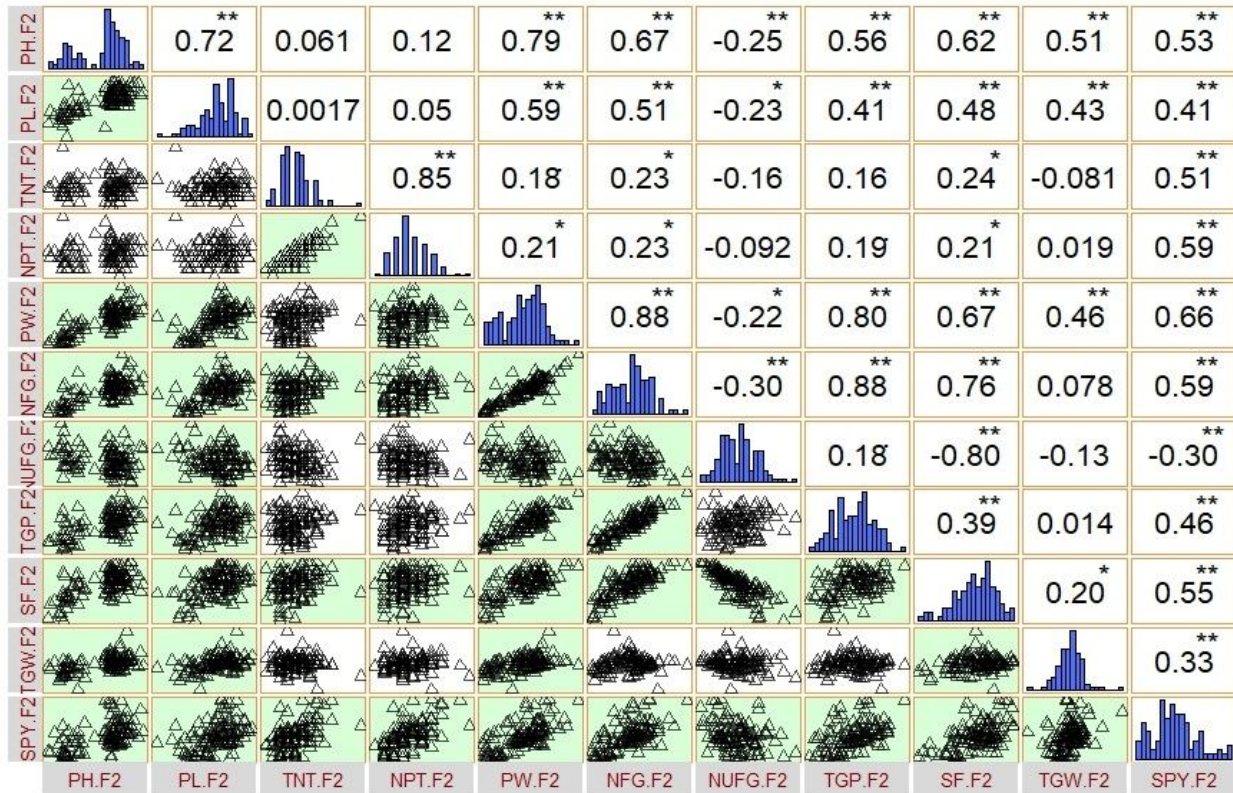 PH.F2 0.72** 0.061 0.12 0.79** 0.67** -0.25** 0.56** 0.62** 0.51** 0.53**
PL.F2 0.0017 0.05 0.59** 0.51** -0.23* 0.41** 0.48** 0.43** 0.41**
TNT.F2 0.85** 0.18. 0.23* -0.16 0.16 0.24* -0.081 0.51**
NPT.F2 0.21* 0.23* -0.092 0.19. 0.21* 0.019 0.59**
PW.F2 0.88** -0.22* 0.80** 0.67** 0.46** 0.66**
NFG.F2 -0.30** 0.88** 0.76** 0.078 0.59**
NUFG.F2 0.18. -0.80** -0.13 -0.30**
TGP.F2 0.39** 0.014 0.46**
SF.F2 0.20* 0.55**
TGW.F2 0.33**
SPY.F2
PH.F2 PL.F2 TNT.F2 NPT.F2 PW.F2 NFG.F2 NUFG.F2 TGP.F2 SF.F2 TGW.F2 SPY.F2